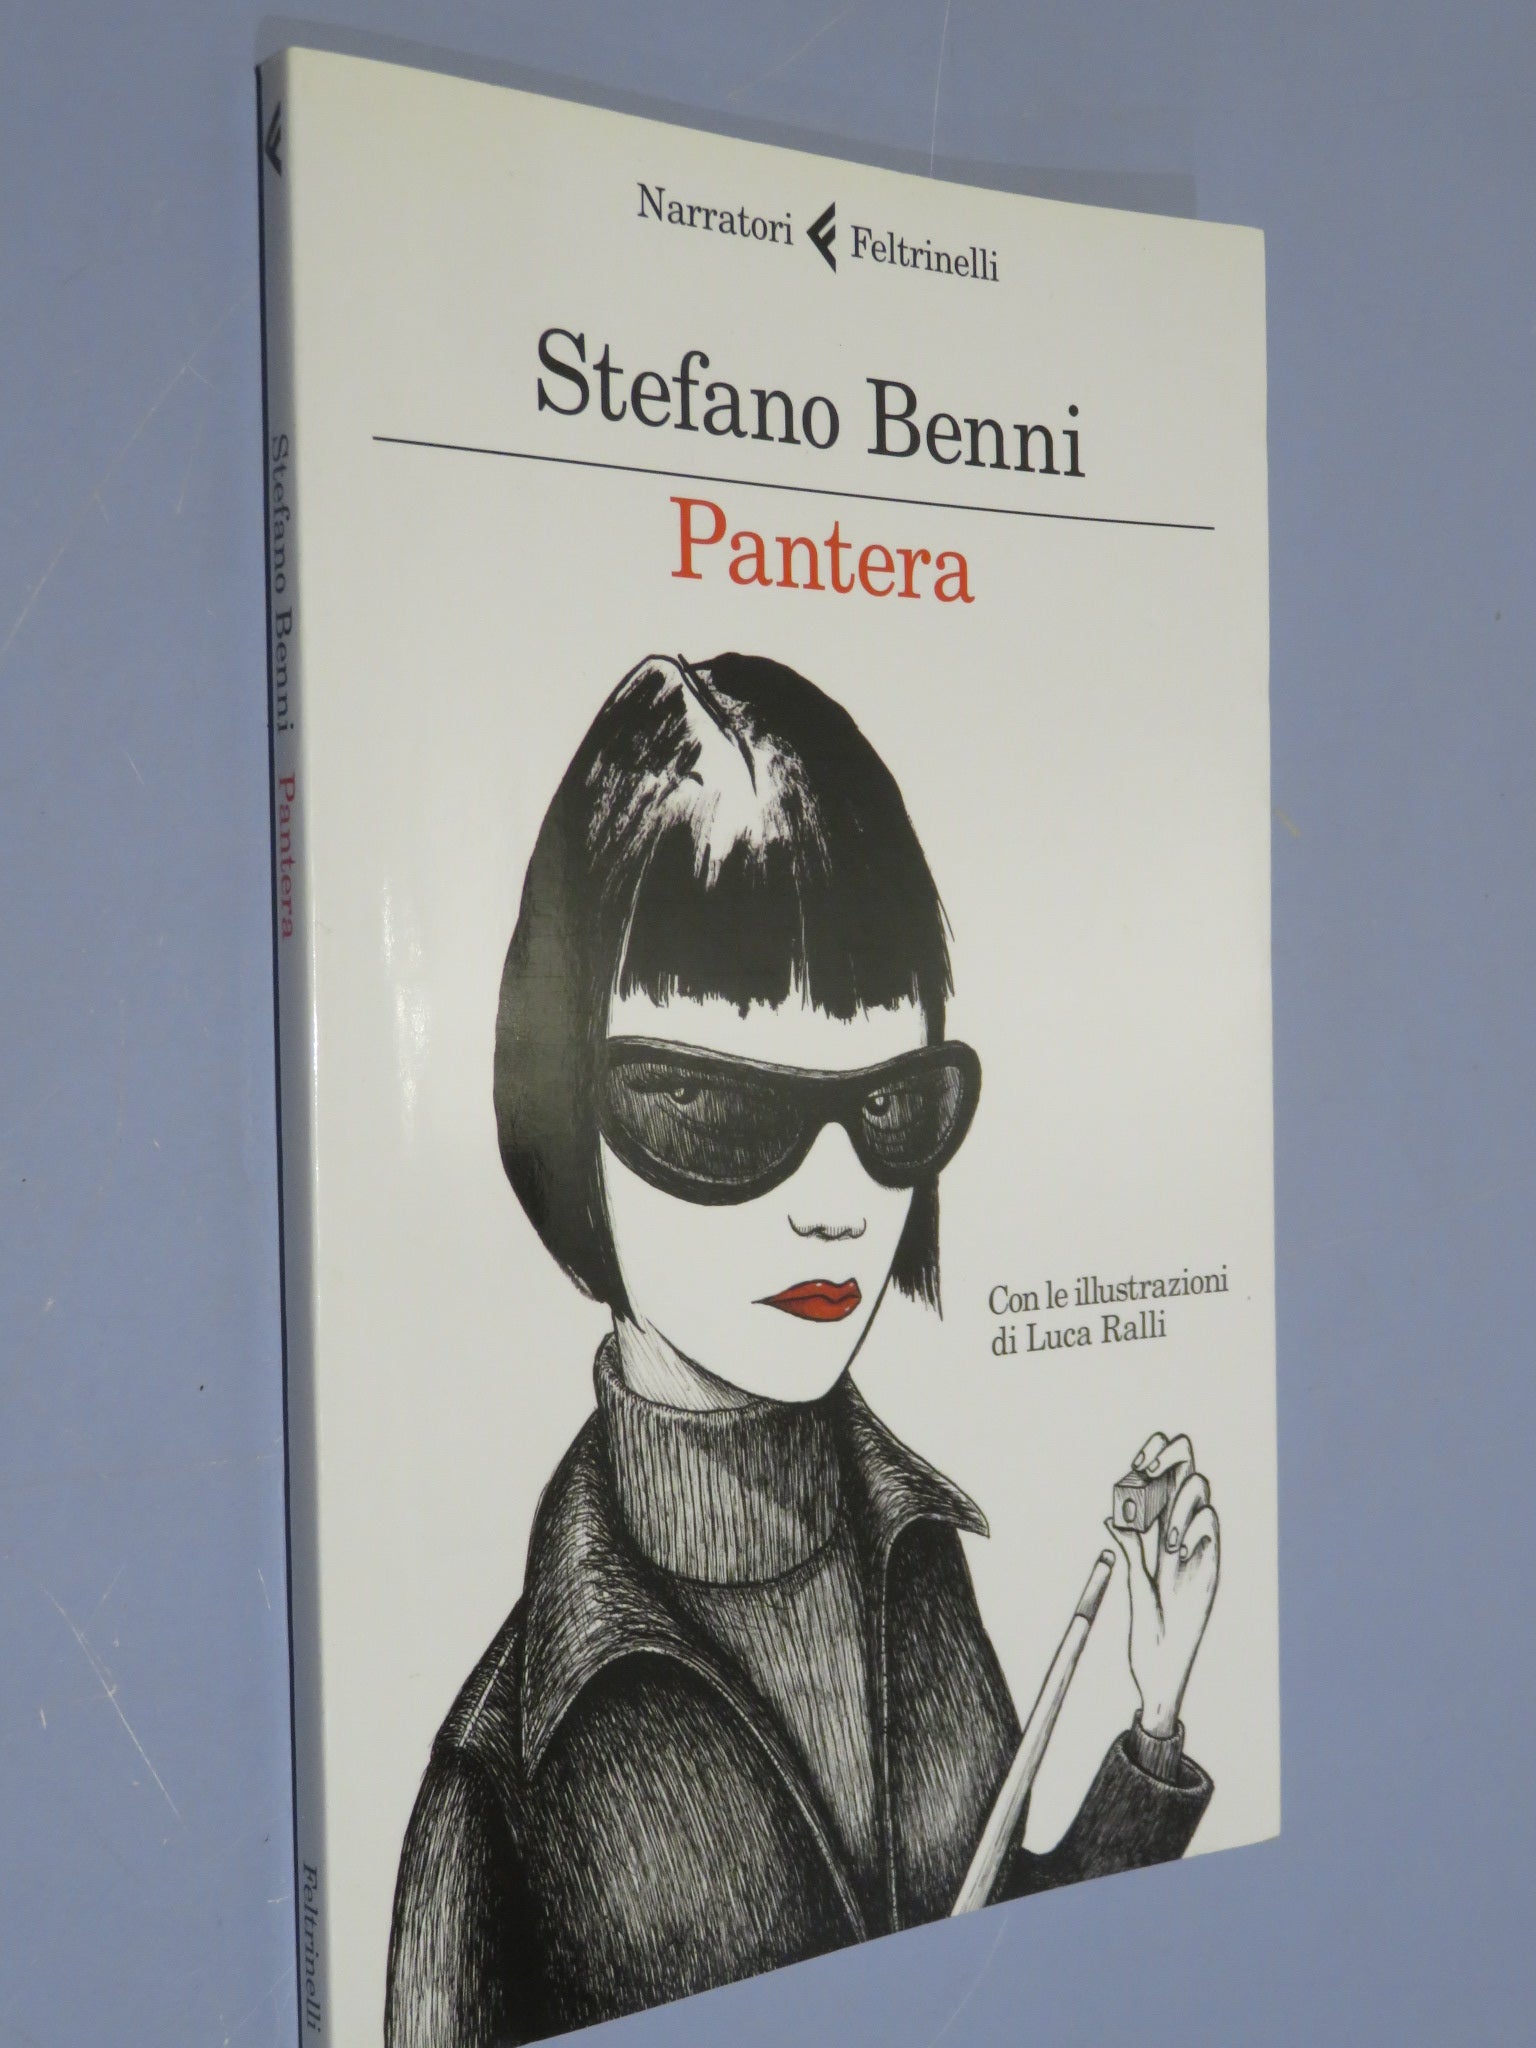 Narratori Feltrinelli
Stefano Benni
Pantera
Con le illustrazioni
di Luca Ralli
Stefano Benni Pantera
Feltrinelli